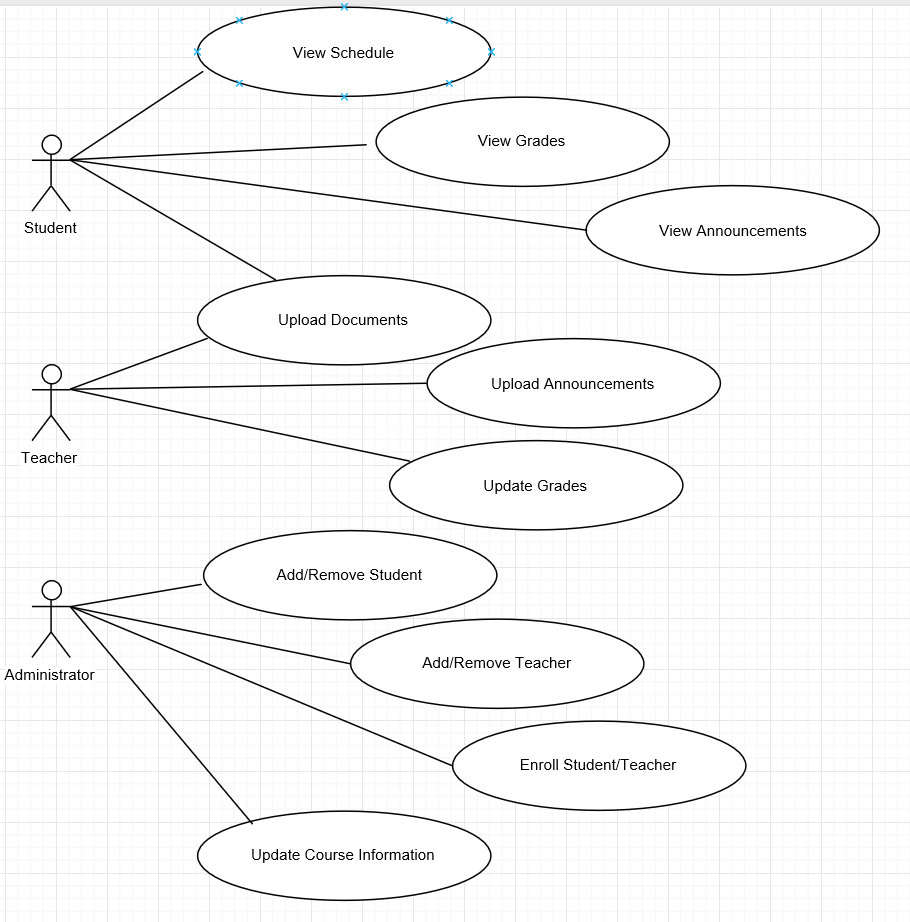 View Schedule
View Grades
Student
View Announcements
Upload Documents
Upload Announcements
Teacher
Update Grades
Add/Remove Student
Add/Remove Teacher
Administrator
Enroll Student/Teacher
Update Course Information